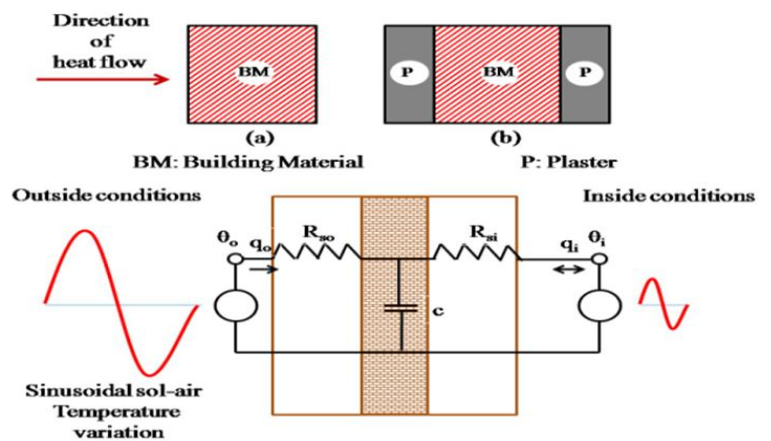 Direction
of
heat flow
BM
P
BM
P
(a)
(b)
BM: Building Material
P: Plaster
Outside conditions
Inside conditions
θo
qo
Rso
Rsi
qi
θi
c
Sinusoidal sol-air
Temperature
variation